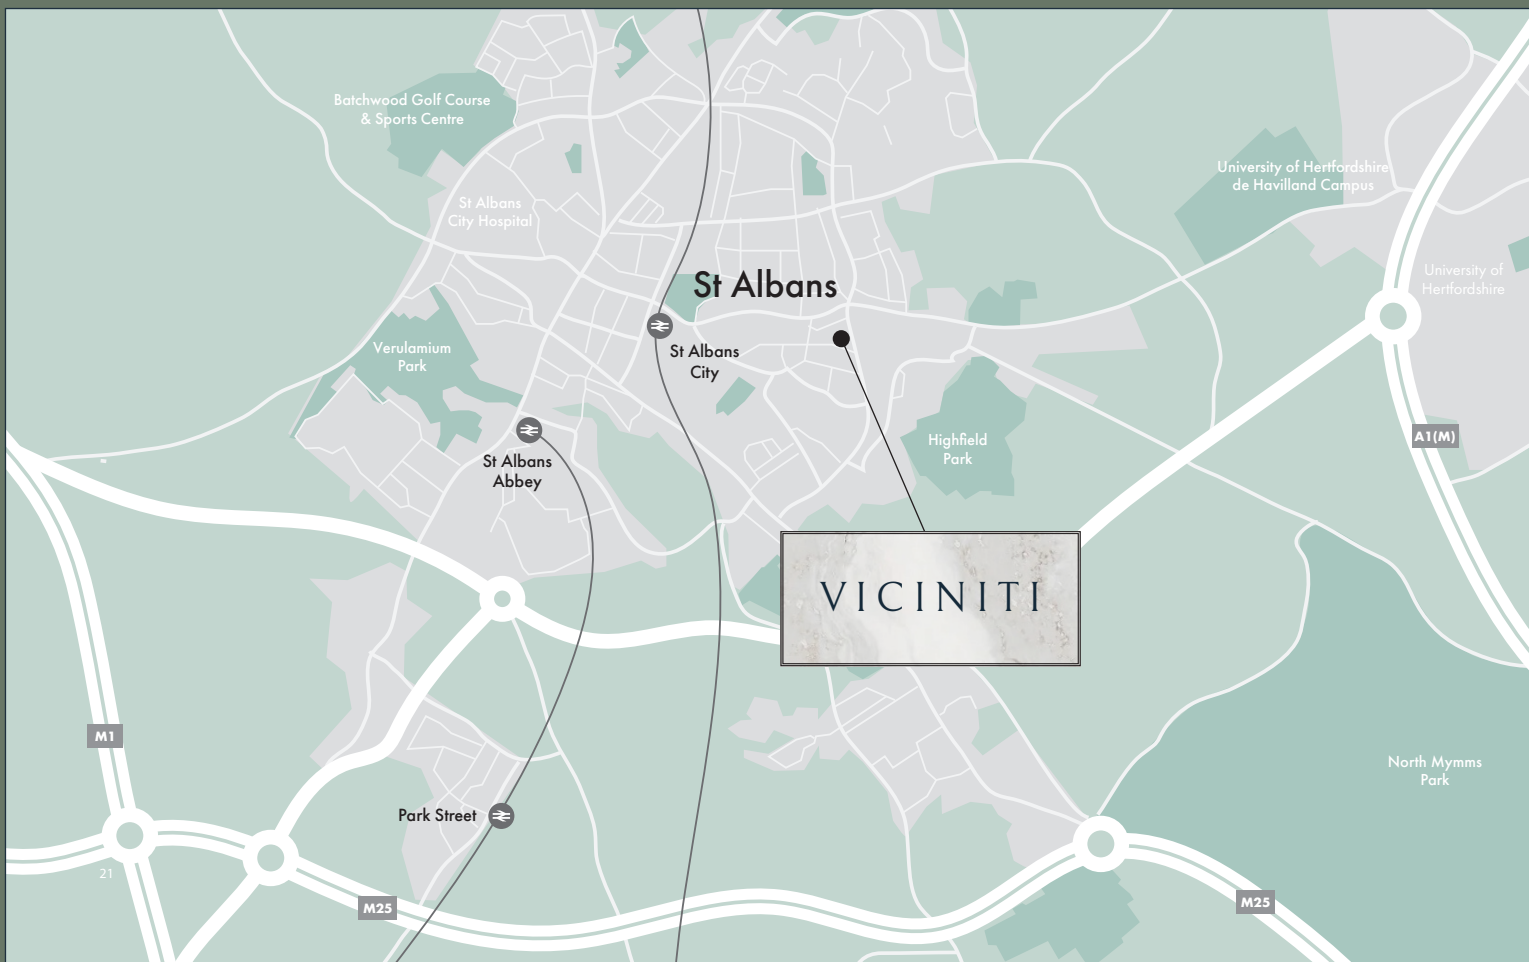 Batchwood Golf Course
& Sports Centre
University of Hertfordshire
de Havilland Campus
St Albans
City Hospital
St Albans
University of
Hertfordshire
Verulamium
Park
St Albans
City
A1(M)
Highfield
Park
St Albans
Abbey
VICINITI
M1
North Mymms
Park
Park Street
21
M25
M25